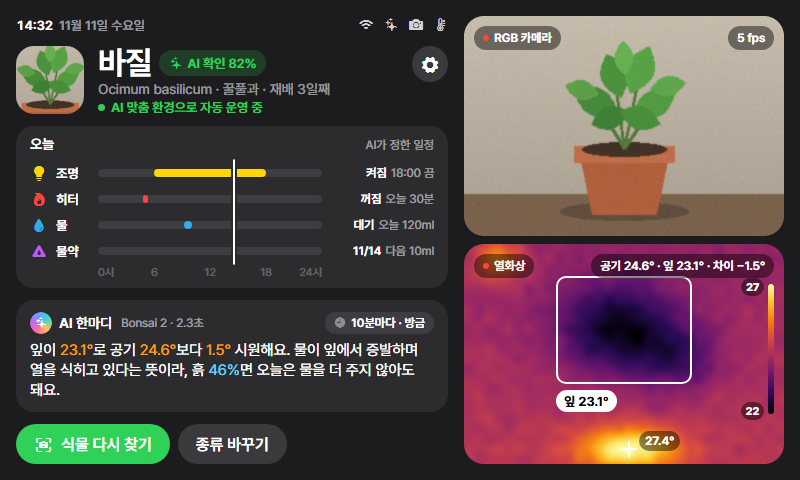 14:32 11월 11일 수요일
바질 AI 확인 82%
Ocimum basilicum · 꿀풀과 · 재배 3일째
AI 맞춤 환경으로 자동 운영 중
오늘 AI가 정한 일정
조명 켜짐 18:00 끔
히터 꺼짐 오늘 30분
물 대기 오늘 120ml
물약 11/14 다음 10ml
0시 6 12 18 24시
AI 한마디 Bonsai 2 · 2.3초 10분마다 · 방금
잎이 23.1°로 공기 24.6°보다 1.5° 시원해요. 물이 잎에서 증발하며
열을 식히고 있다는 뜻이라, 흙 46%면 오늘은 물을 더 주지 않아도
돼요.
식물 다시 찾기 종류 바꾸기
RGB 카메라 5 fps
열화상 공기 24.6° · 잎 23.1° · 차이 −1.5°
27
잎 23.1°
22
27.4°